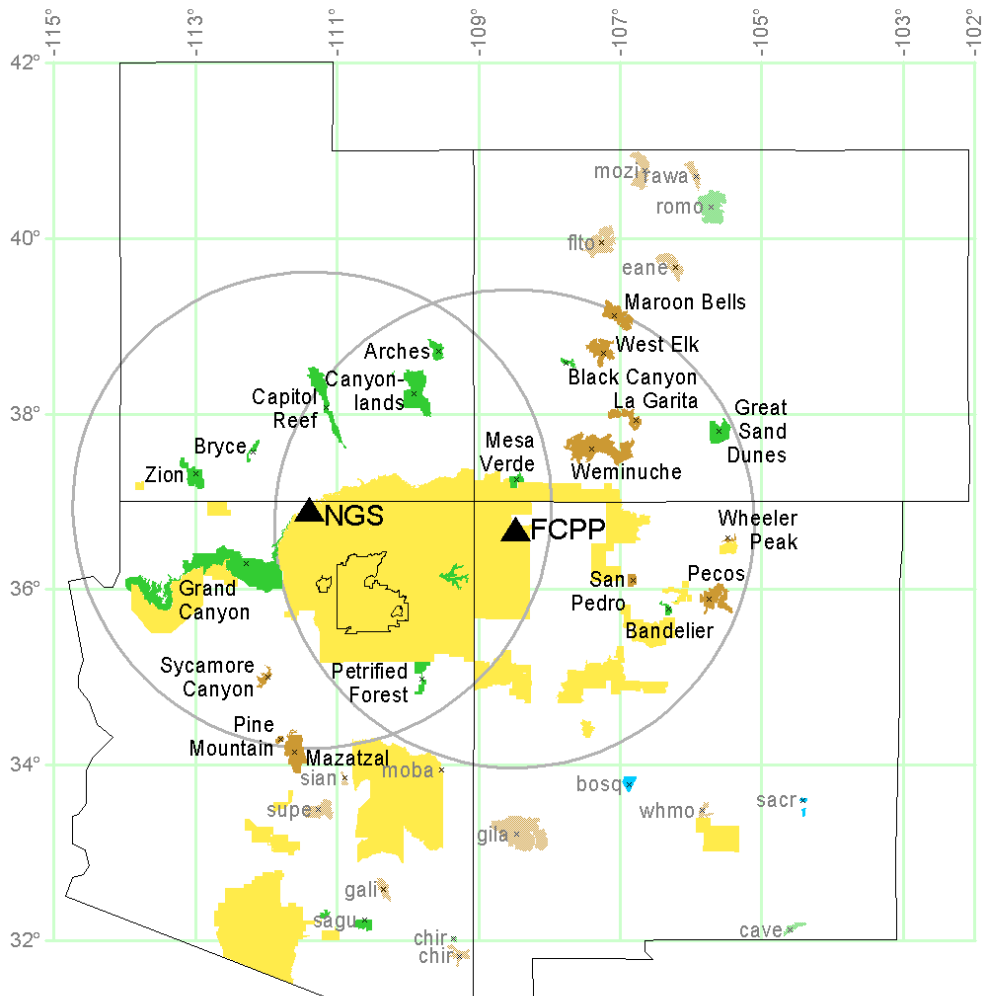 -115°
-113°
-111°
-109°
-107°
-105°
-103°
-102°
42°
40°
38°
36°
34°
32°
mozi
rawa
romo
flto
eane
Maroon Bells
West Elk
Black Canyon
La Garita
Great
Sand
Dunes
Weminuche
Mesa
Verde
Arches
Canyon-
lands
Capitol
Reef
Bryce
Zion
NGS
FCPP
Wheeler
Peak
San
Pedro
Pecos
Bandelier
Grand
Canyon
Petrified
Forest
Sycamore
Canyon
Pine
Mountain
Mazatzal
sian
moba
supe
gila
bosq
whmo
sacr
gali
sagu
chir
chir
cave